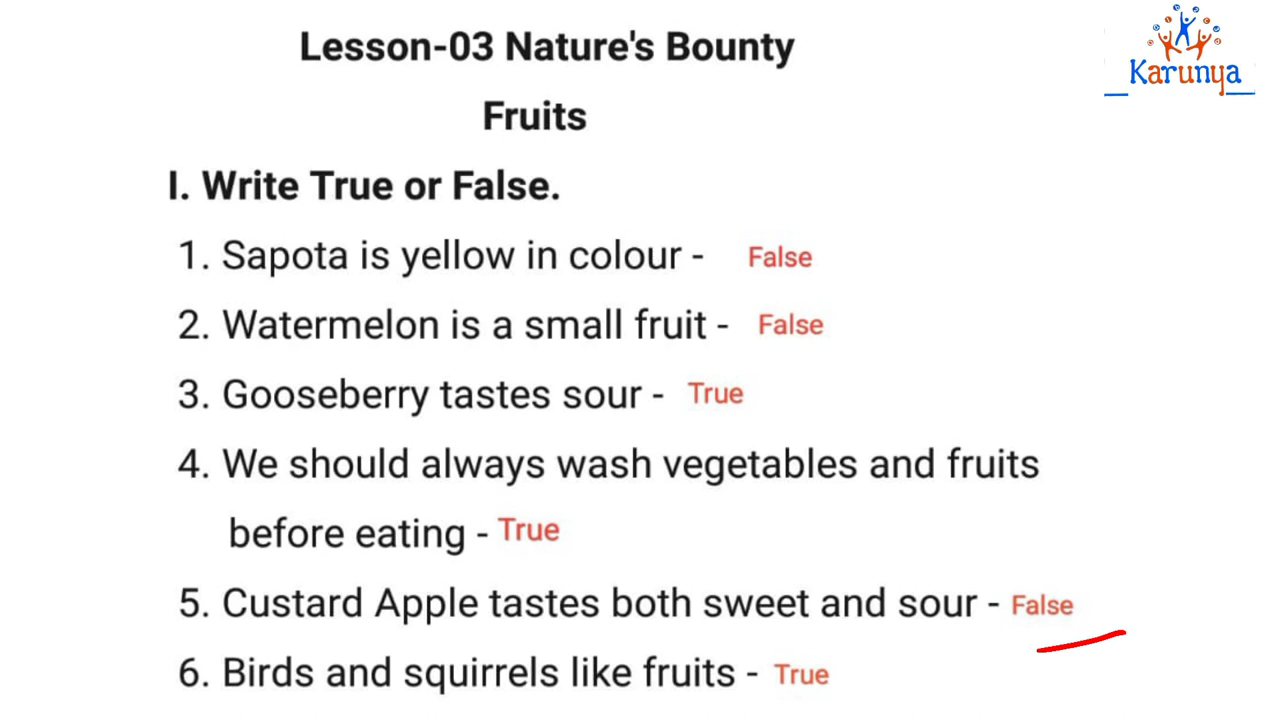 Lesson-03 Nature's Bounty
Karunya
Fruits
I. Write True or False.
1. Sapota is yellow in colour - False
2. Watermelon is a small fruit - False
3. Gooseberry tastes sour - True
4. We should always wash vegetables and fruits
before eating - True
5. Custard Apple tastes both sweet and sour - False
6. Birds and squirrels like fruits - True